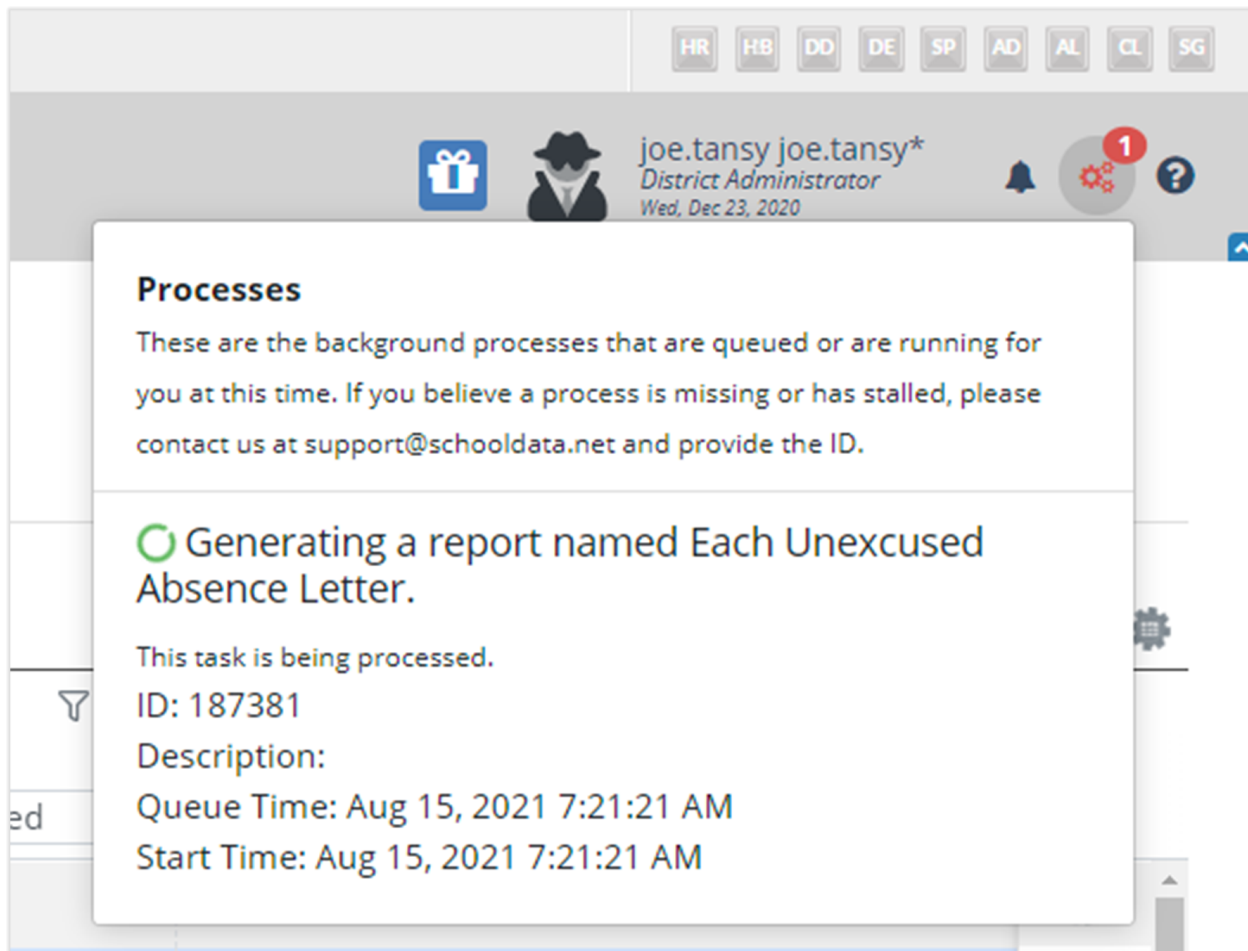 HR HB DD DE SP AD AL CL SG
joe.tansy joe.tansy*
District Administrator
Wed, Dec 23, 2020
1
?
Processes
These are the background processes that are queued or are running for
you at this time. If you believe a process is missing or has stalled, please
contact us at support@schooldata.net and provide the ID.
Generating a report named Each Unexcused
Absence Letter.
This task is being processed.
ID: 187381
Description:
Queue Time: Aug 15, 2021 7:21:21 AM
Start Time: Aug 15, 2021 7:21:21 AM
ed